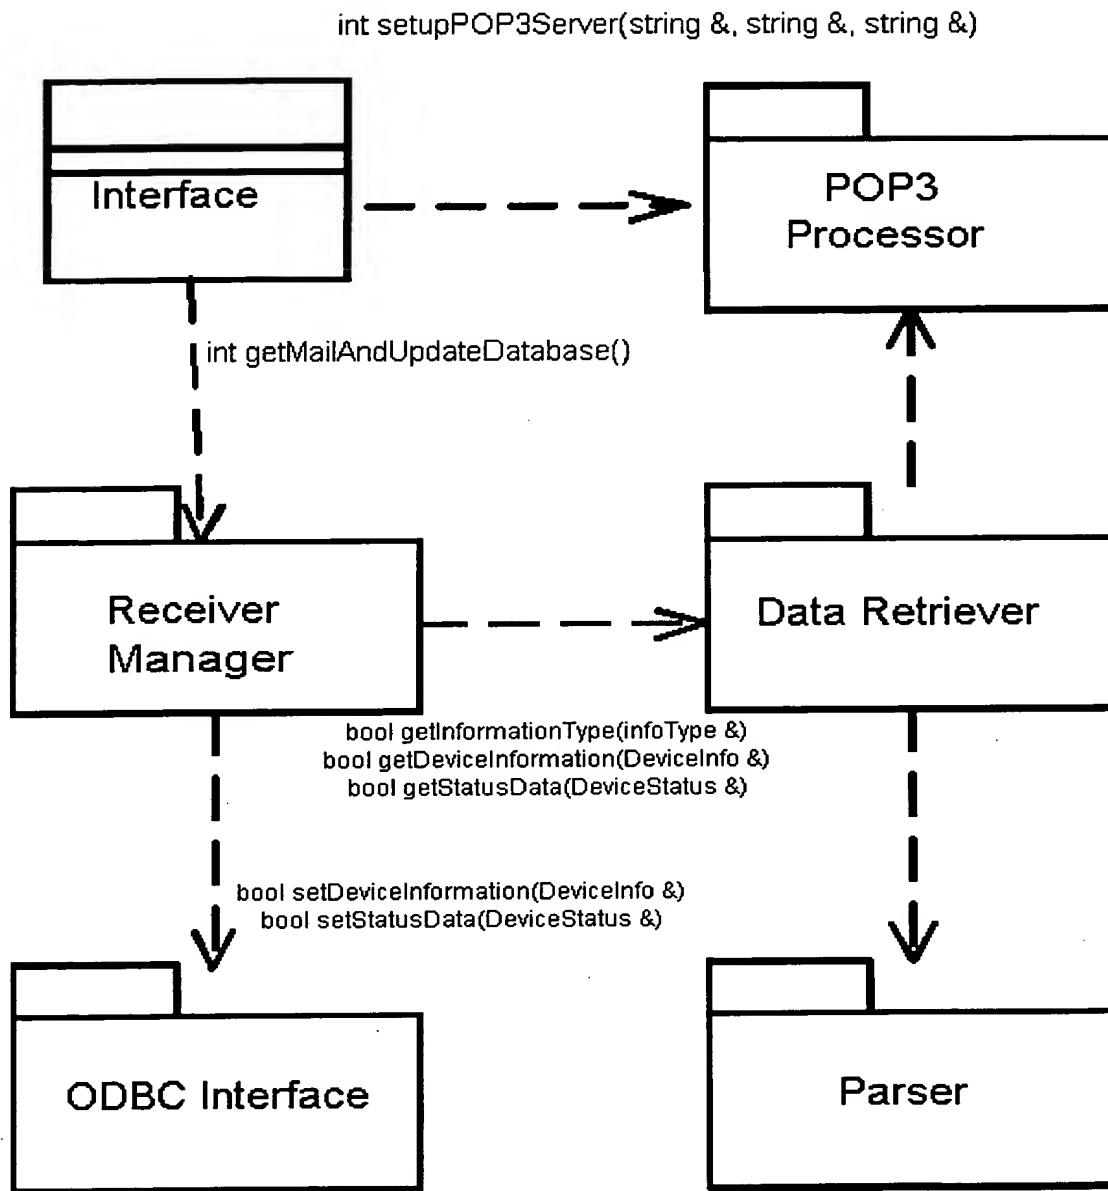 int setupPOP3Server(string &, string &, string &)
Interface
POP3
Processor
int getMailAndUpdateDatabase()
Receiver
Manager
Data Retriever
bool getInformationType(infoType &)
bool getDeviceInformation(DeviceInfo &)
bool getStatusData(DeviceStatus &)
bool setDeviceInformation(DeviceInfo &)
bool setStatusData(DeviceStatus &)
ODBC Interface
Parser